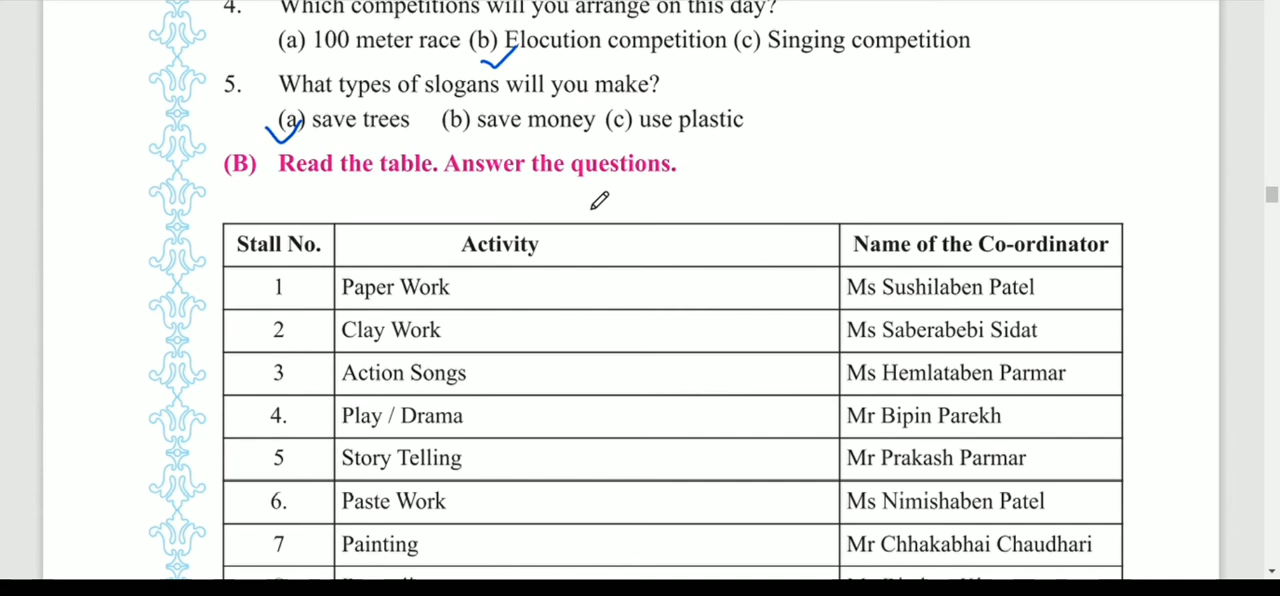 4. Which competitions will you arrange on this day?
(a) 100 meter race (b) Elocution competition (c) Singing competition
5. What types of slogans will you make?
(a) save trees (b) save money (c) use plastic
(B) Read the table. Answer the questions.
Stall No. Activity Name of the Co-ordinator
1 Paper Work Ms Sushilaben Patel
2 Clay Work Ms Saberabebi Sidat
3 Action Songs Ms Hemlataben Parmar
4. Play / Drama Mr Bipin Parekh
5 Story Telling Mr Prakash Parmar
6. Paste Work Ms Nimishaben Patel
7 Painting Mr Chhakabhai Chaudhari